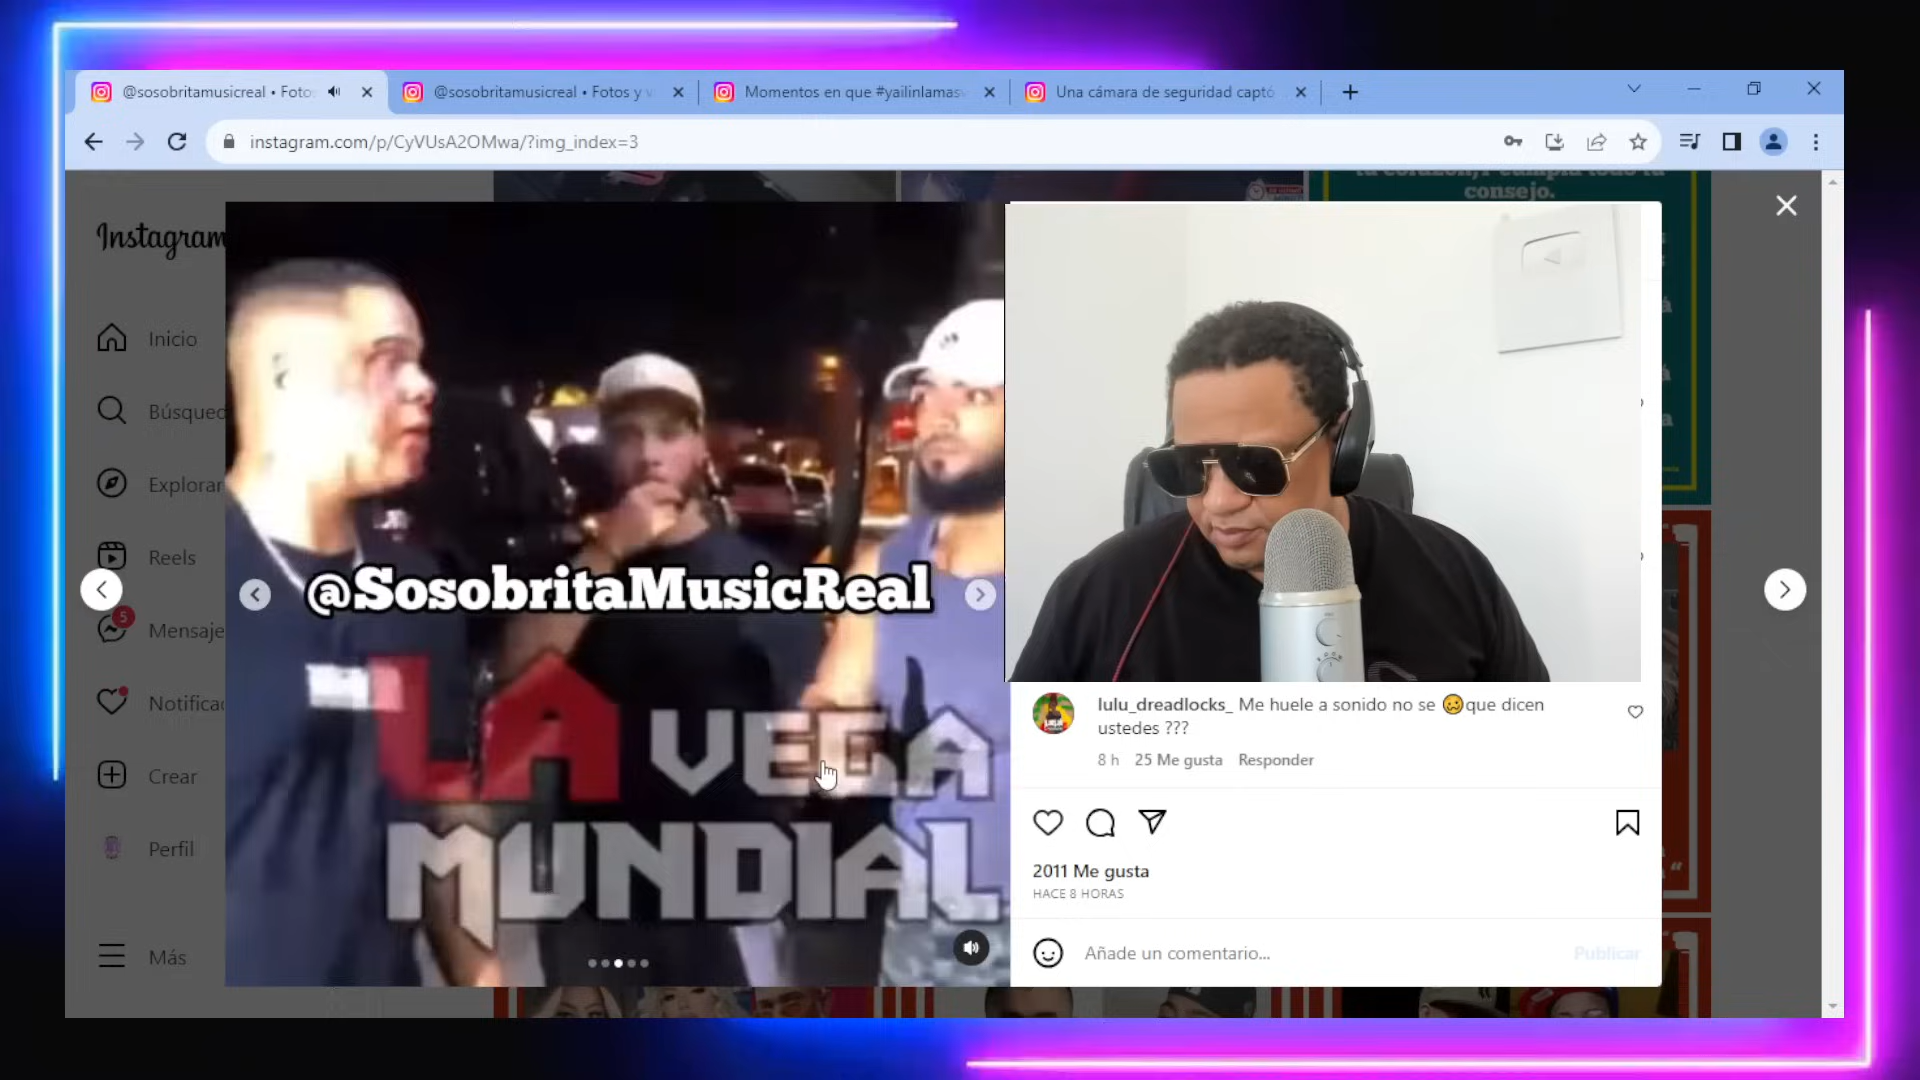 @sosobritamusicreal • Foto
@sosobritamusicreal • Fotos y v
Momentos en que #yailinlamas
Una cámara de seguridad captó
instagram.com/p/CyVUsA2OMwa/?img_index=3
consejo.
Instagram
Inicio
Búsqued
Explorar
Reels
5
Mensaje
Notifica
Crear
Perfil
Más
@SosobritaMusicReal
LA VEGA
MUNDIAL
lulu_dreadlocks_ Me huele a sonido no se 🥴que dicen
ustedes ???
8 h 25 Me gusta Responder
2011 Me gusta
HACE 8 HORAS
Añade un comentario...
Publicar